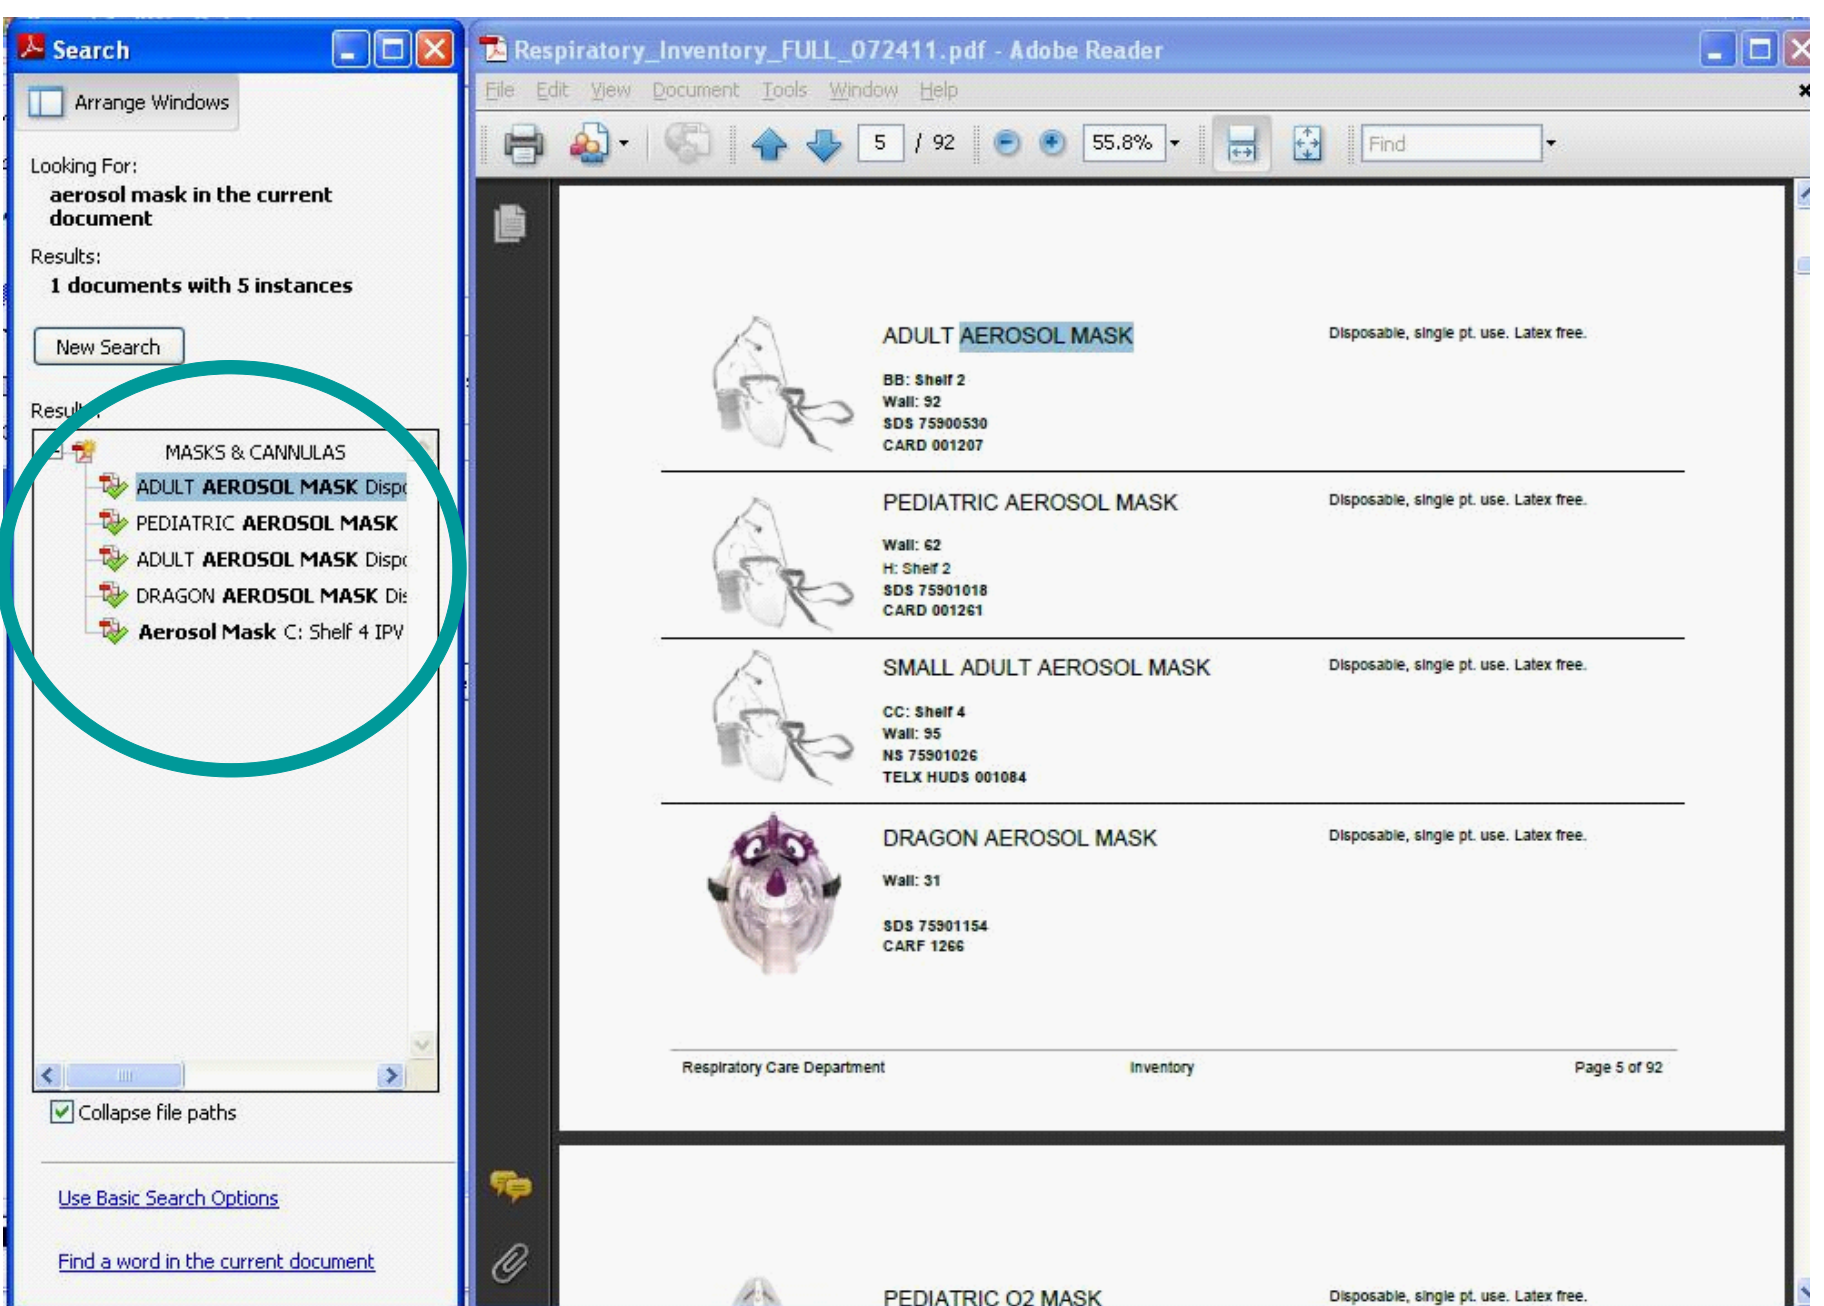 Search
Arrange Windows
Looking For:
aerosol mask in the current
document
Results:
1 documents with 5 instances
New Search
MASKS & CANNULAS
ADULT AEROSOL MASK
PEDIATRIC AEROSOL MASK
ADULT AEROSOL MASK
DRAGON AEROSOL MASK
Aerosol Mask C: Shelf 4 IPV
Collapse file paths
Use Basic Search Options
Find a word in the current document
Respiratory_Inventory_FULL_072411.pdf - Adobe Reader
File Edit View Document Tools Window Help
5 / 92 55.8% Find
ADULT AEROSOL MASK Disposable, single pt. use. Latex free.
BB: Shelf 2
Wall: 92
SDS 75900530
CARD 001207
PEDIATRIC AEROSOL MASK Disposable, single pt. use. Latex free.
Wall: 62
H: Shelf 2
SDS 75901018
CARD 001261
SMALL ADULT AEROSOL MASK Disposable, single pt. use. Latex free.
CC: Shelf 4
Wall: 95
NS 75901026
TELX HUDS 001084
DRAGON AEROSOL MASK Disposable, single pt. use. Latex free.
Wall: 31
SDS 75901154
CARF 1266
Respiratory Care Department Inventory Page 5 of 92
PEDIATRIC O2 MASK Disposable, single pt. use. Latex free.